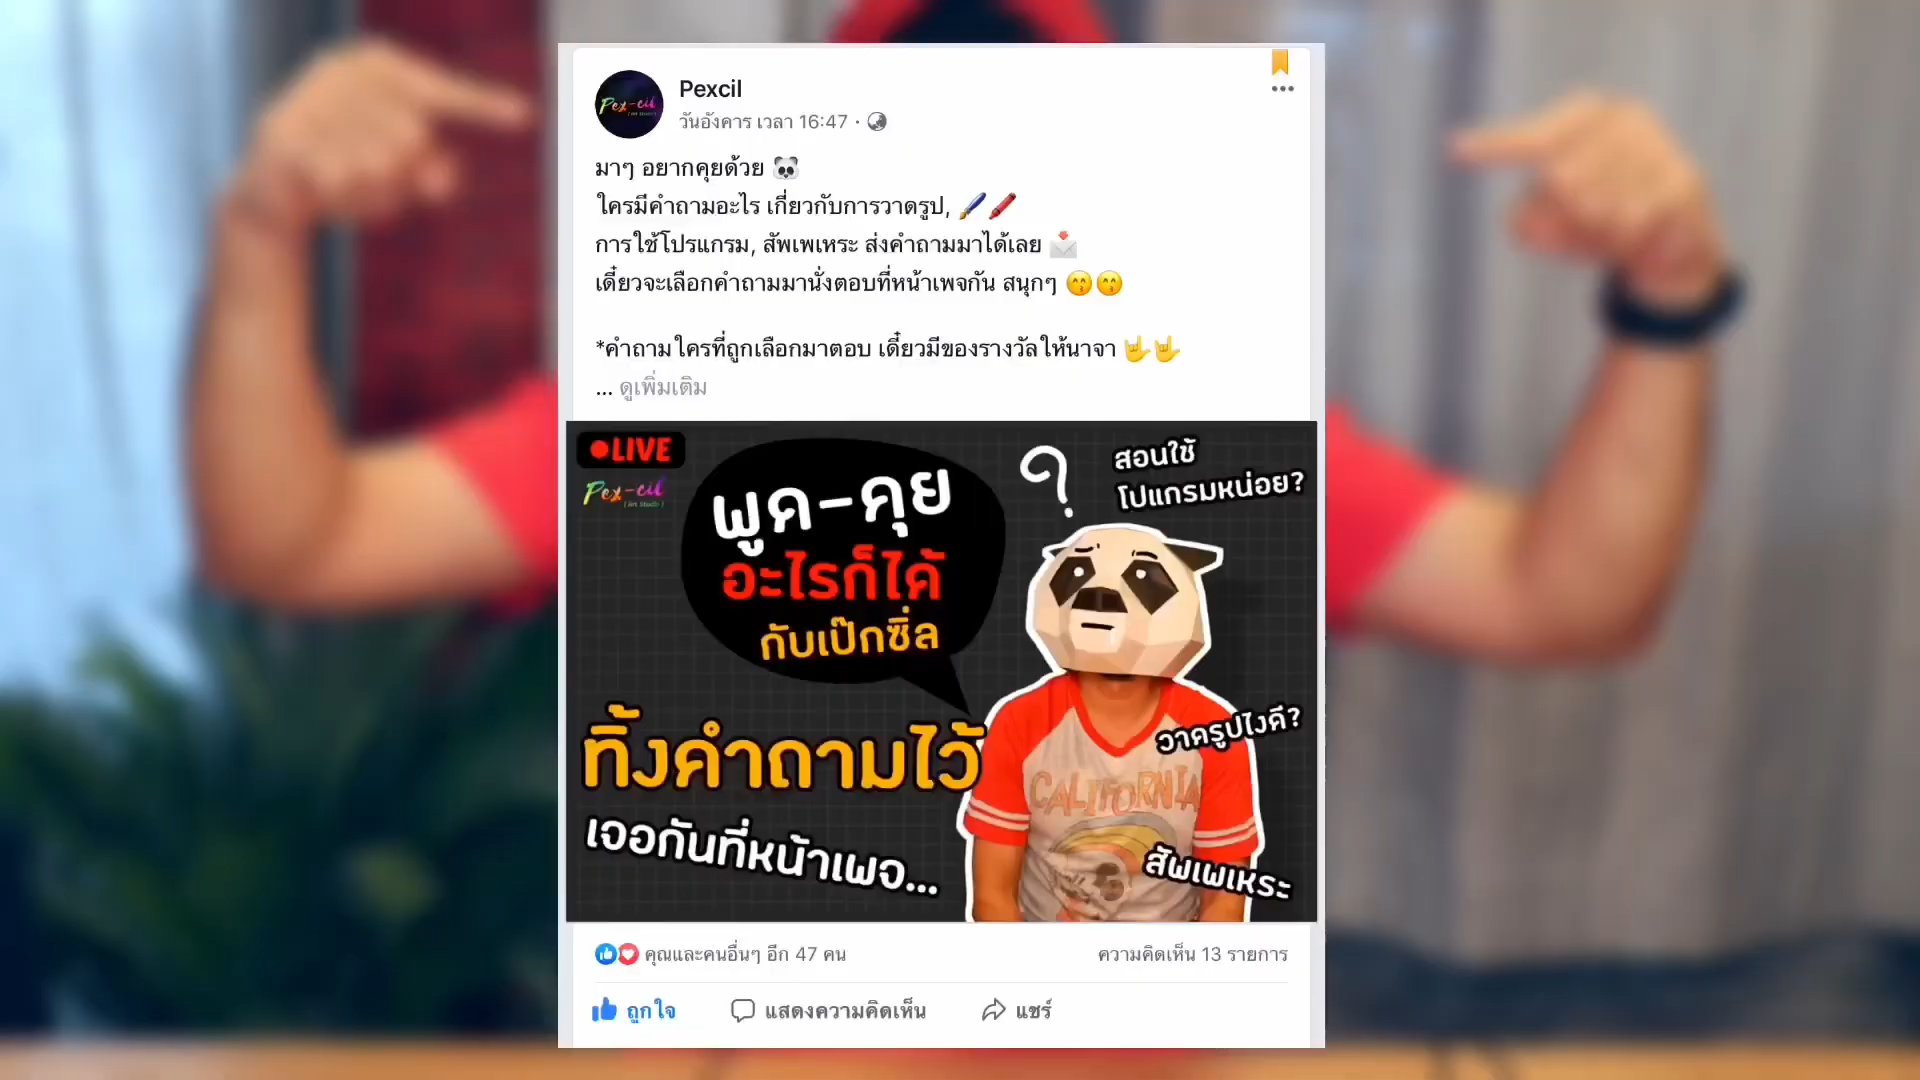 Pex-cil
Pexcil
วันอังคาร เวลา 16:47 ·
มาๆ อยากคุยด้วย 🐼
ใครมีคำถามอะไร เกี่ยวกับการวาดรูป, 🖌️🖍️
การใช้โปรแกรม, สัพเพเหระ ส่งคำถามมาได้เลย 📩
เดี๋ยวจะเลือกคำถามมานั่งตอบที่หน้าเพจกัน สนุกๆ 😙😙
*คำถามใครที่ถูกเลือกมาตอบ เดี๋ยวมีของรางวัลให้นาจา 🤟🤟
... ดูเพิ่มเติม
LIVE
Pex-cil
พูด-คุย
อะไรก็ได้
กับเป๊กซิ่ล
?
สอนใช้
โปรแกรมหน่อย?
ทิ้งคำถามไว้
เจอกันที่หน้าเพจ...
วาดรูปไงดี?
CALIFORNIA
สัพเพเหระ
คุณและคนอื่นๆ อีก 47 คน
ความคิดเห็น 13 รายการ
ถูกใจ
แสดงความคิดเห็น
แชร์